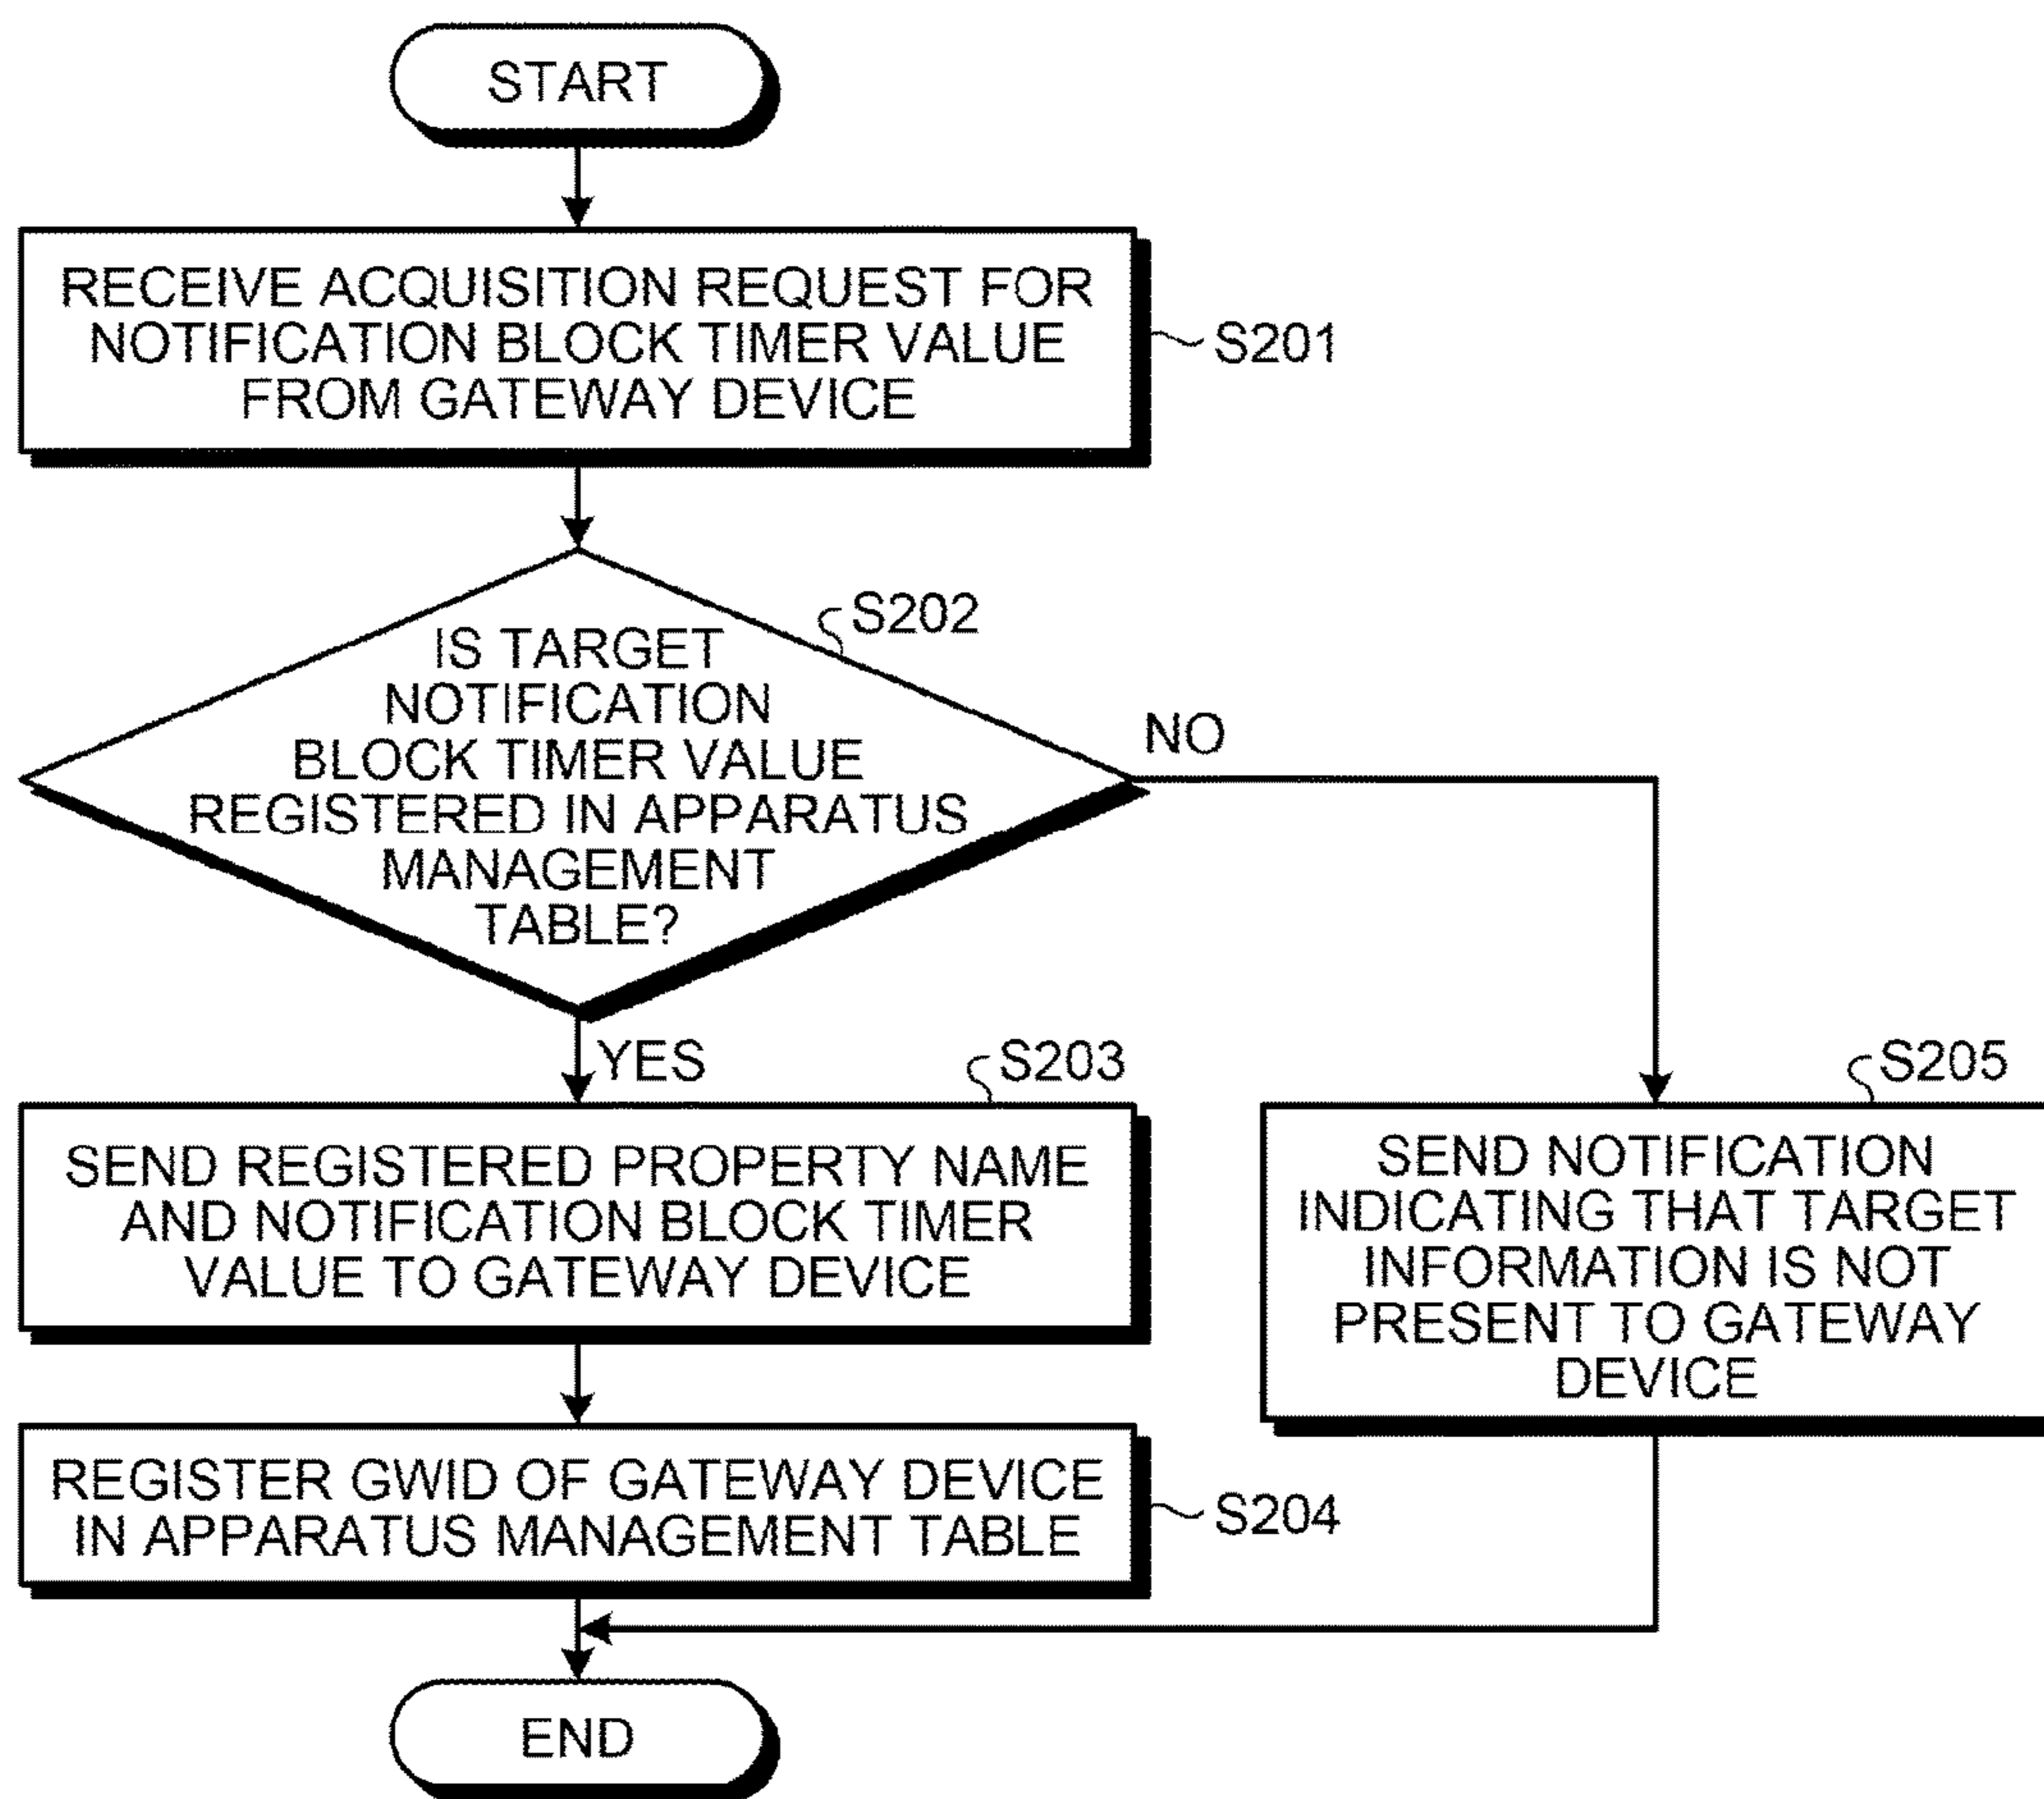 START
RECEIVE ACQUISITION REQUEST FOR
NOTIFICATION BLOCK TIMER VALUE
FROM GATEWAY DEVICE
S201
S202
IS TARGET
NOTIFICATION
BLOCK TIMER VALUE
REGISTERED IN APPARATUS
MANAGEMENT
TABLE?
NO
YES
S203
SEND REGISTERED PROPERTY NAME
AND NOTIFICATION BLOCK TIMER
VALUE TO GATEWAY DEVICE
S205
SEND NOTIFICATION
INDICATING THAT TARGET
INFORMATION IS NOT
PRESENT TO GATEWAY
DEVICE
REGISTER GWID OF GATEWAY DEVICE
IN APPARATUS MANAGEMENT TABLE
S204
END